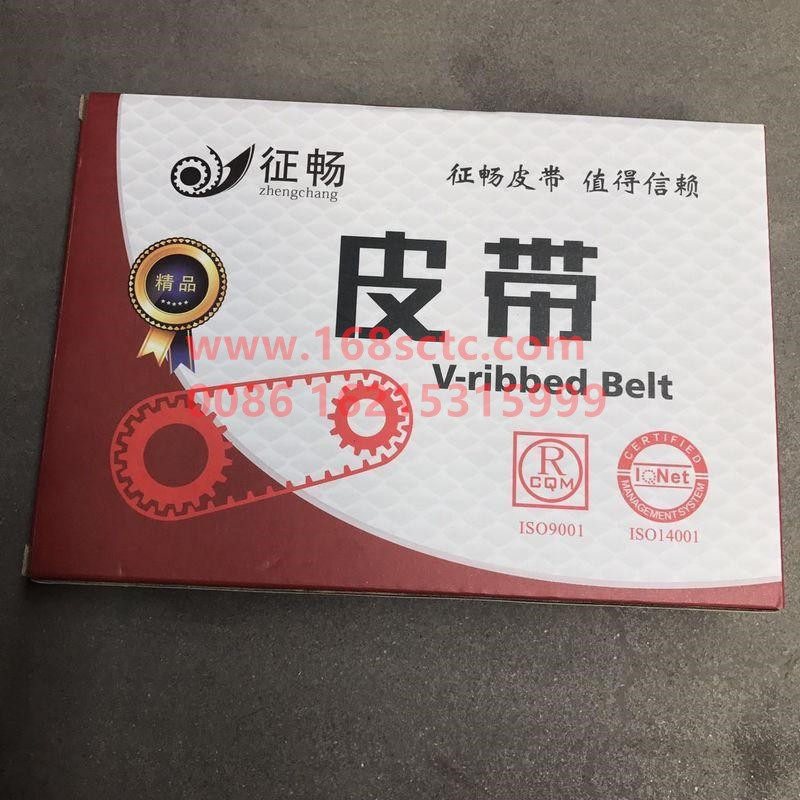 征畅
zhengchang
征畅皮带 值得信赖
精品
皮带
www.168sctc.com
V-ribbed Belt
0086 18215315999
R
CQM
ISO9001
CERTIFIED
IQNet
MANAGEMENT SYSTEM
ISO14001